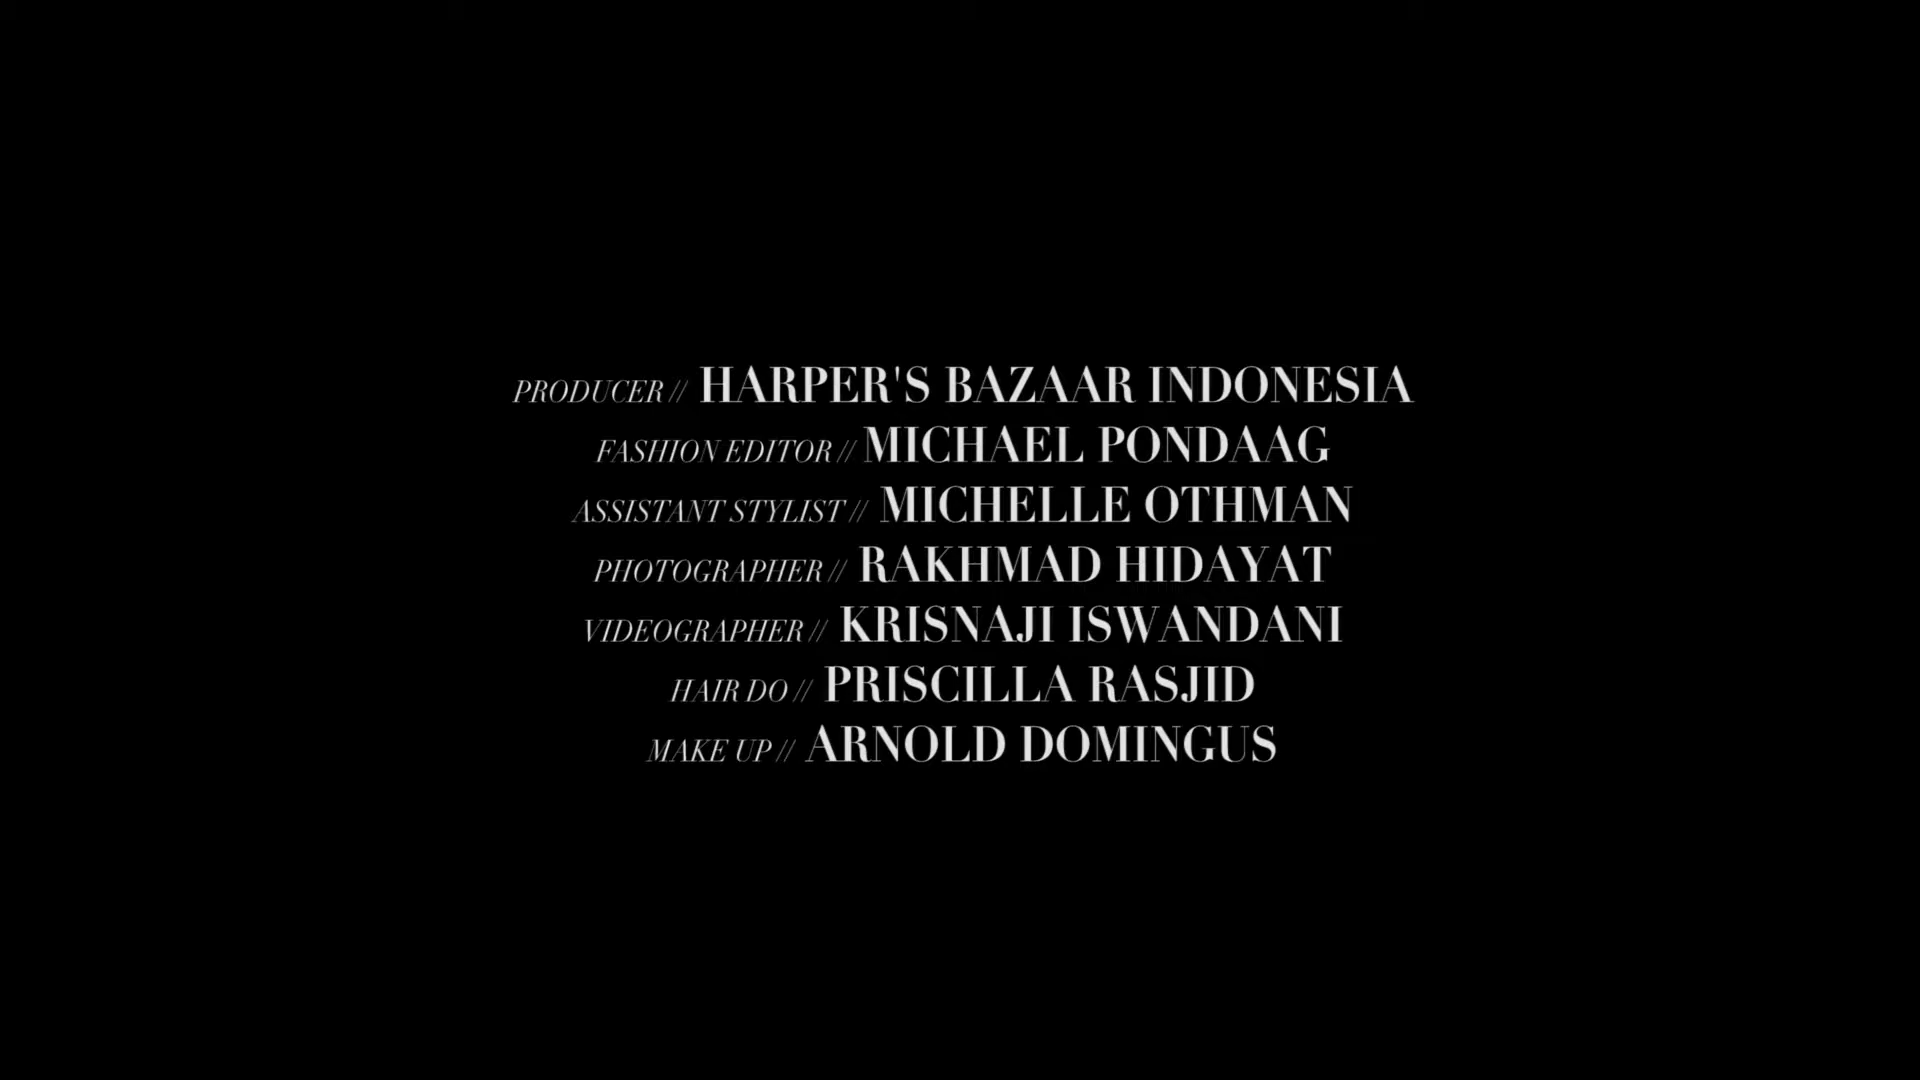 PRODUCER // HARPER'S BAZAAR INDONESIA
FASHION EDITOR // MICHAEL PONDAAG
ASSISTANT STYLIST // MICHELLE OTHMAN
PHOTOGRAPHER // RAKHMAD HIDAYAT
VIDEOGRAPHER // KRISNAJI ISWANDANI
HAIR DO // PRISCILLA RASJID
MAKE UP // ARNOLD DOMINGUS